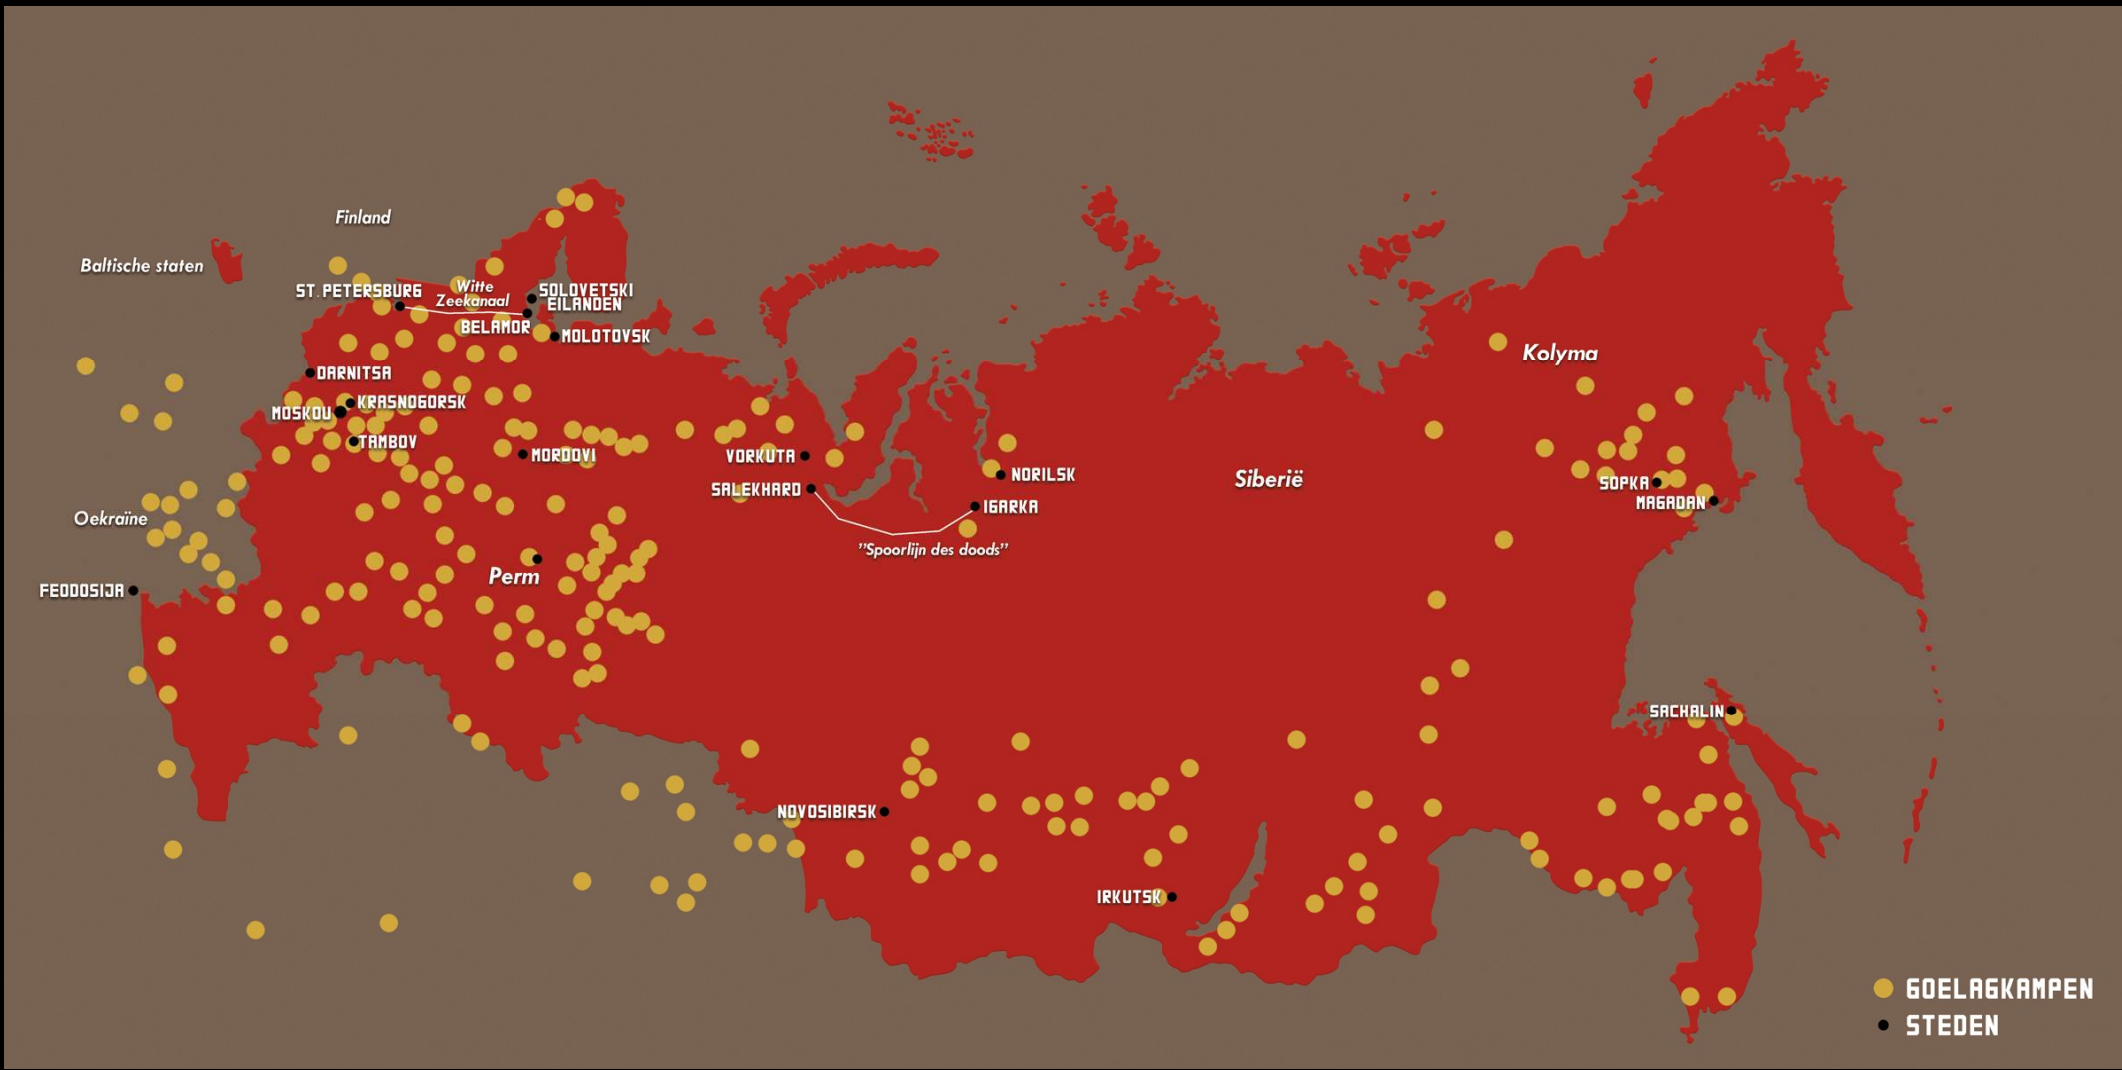 Finland
Baltische staten
ST.PETERSBURG
Witte
Zeekanaal
SOLOVETSKI
EILANDEN
BELAMOR
MOLOTOVSK
DARNITSA
KRASNOGORSK
MOSKOU
TAMBOV
MORDOVI
VORKUTA
SALEKHARD
NORILSK
IGARKA
"Spoorlijn des doods"
Siberië
Kolyma
SOPKA
MAGADAN
Oekraïne
FEODOSIJA
Perm
SACHALIN
NOVOSIBIRSK
IRKUTSK
GOELAGKAMPEN
STEDEN